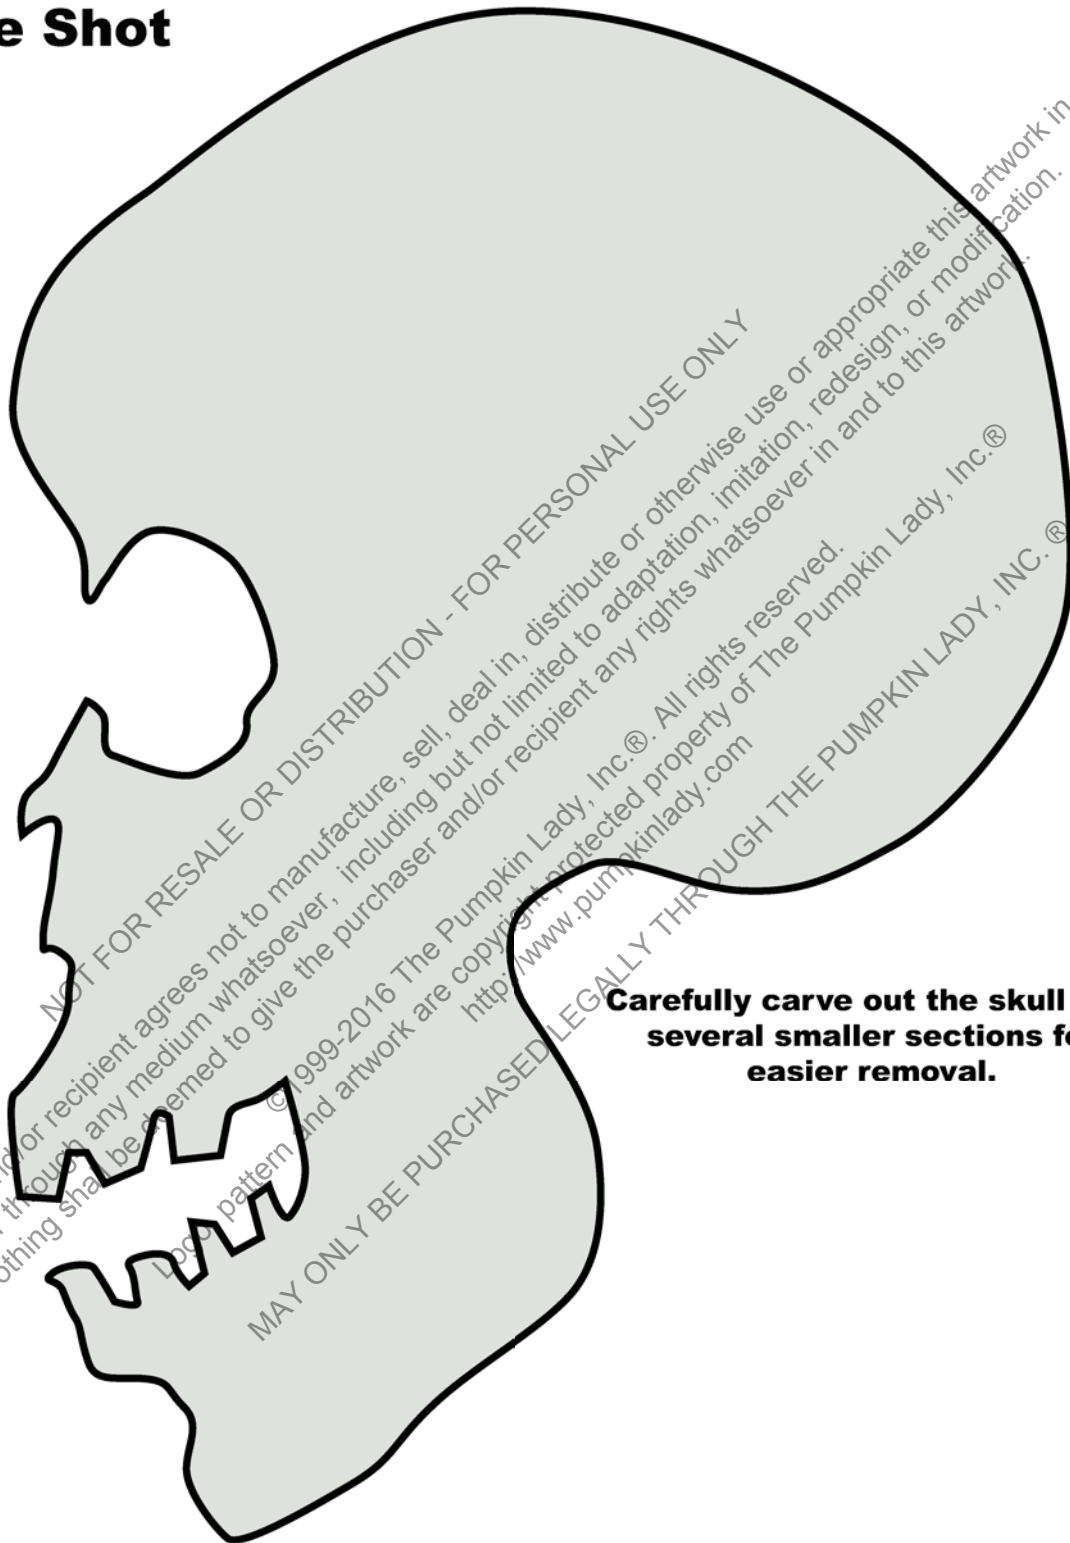 e Shot
NOT FOR RESALE OR DISTRIBUTION - FOR PERSONAL USE ONLY
recipient agrees not to manufacture, sell, deal in, distribute or otherwise use or appropriate this artwork in
through any medium whatsoever, including but not limited to adaptation, imitation, redesign, or modification.
shall be deemed to give the purchaser and/or recipient any rights whatsoever in and to this artwork.
©1999-2016 The Pumpkin Lady, Inc.®. All rights reserved.
Logo, pattern and artwork are copyright protected property of The Pumpkin Lady, Inc.®
http://www.pumpkinlady.com
MAY ONLY BE PURCHASED LEGALLY THROUGH THE PUMPKIN LADY, INC. ®
Carefully carve out the skull
several smaller sections fo
easier removal.